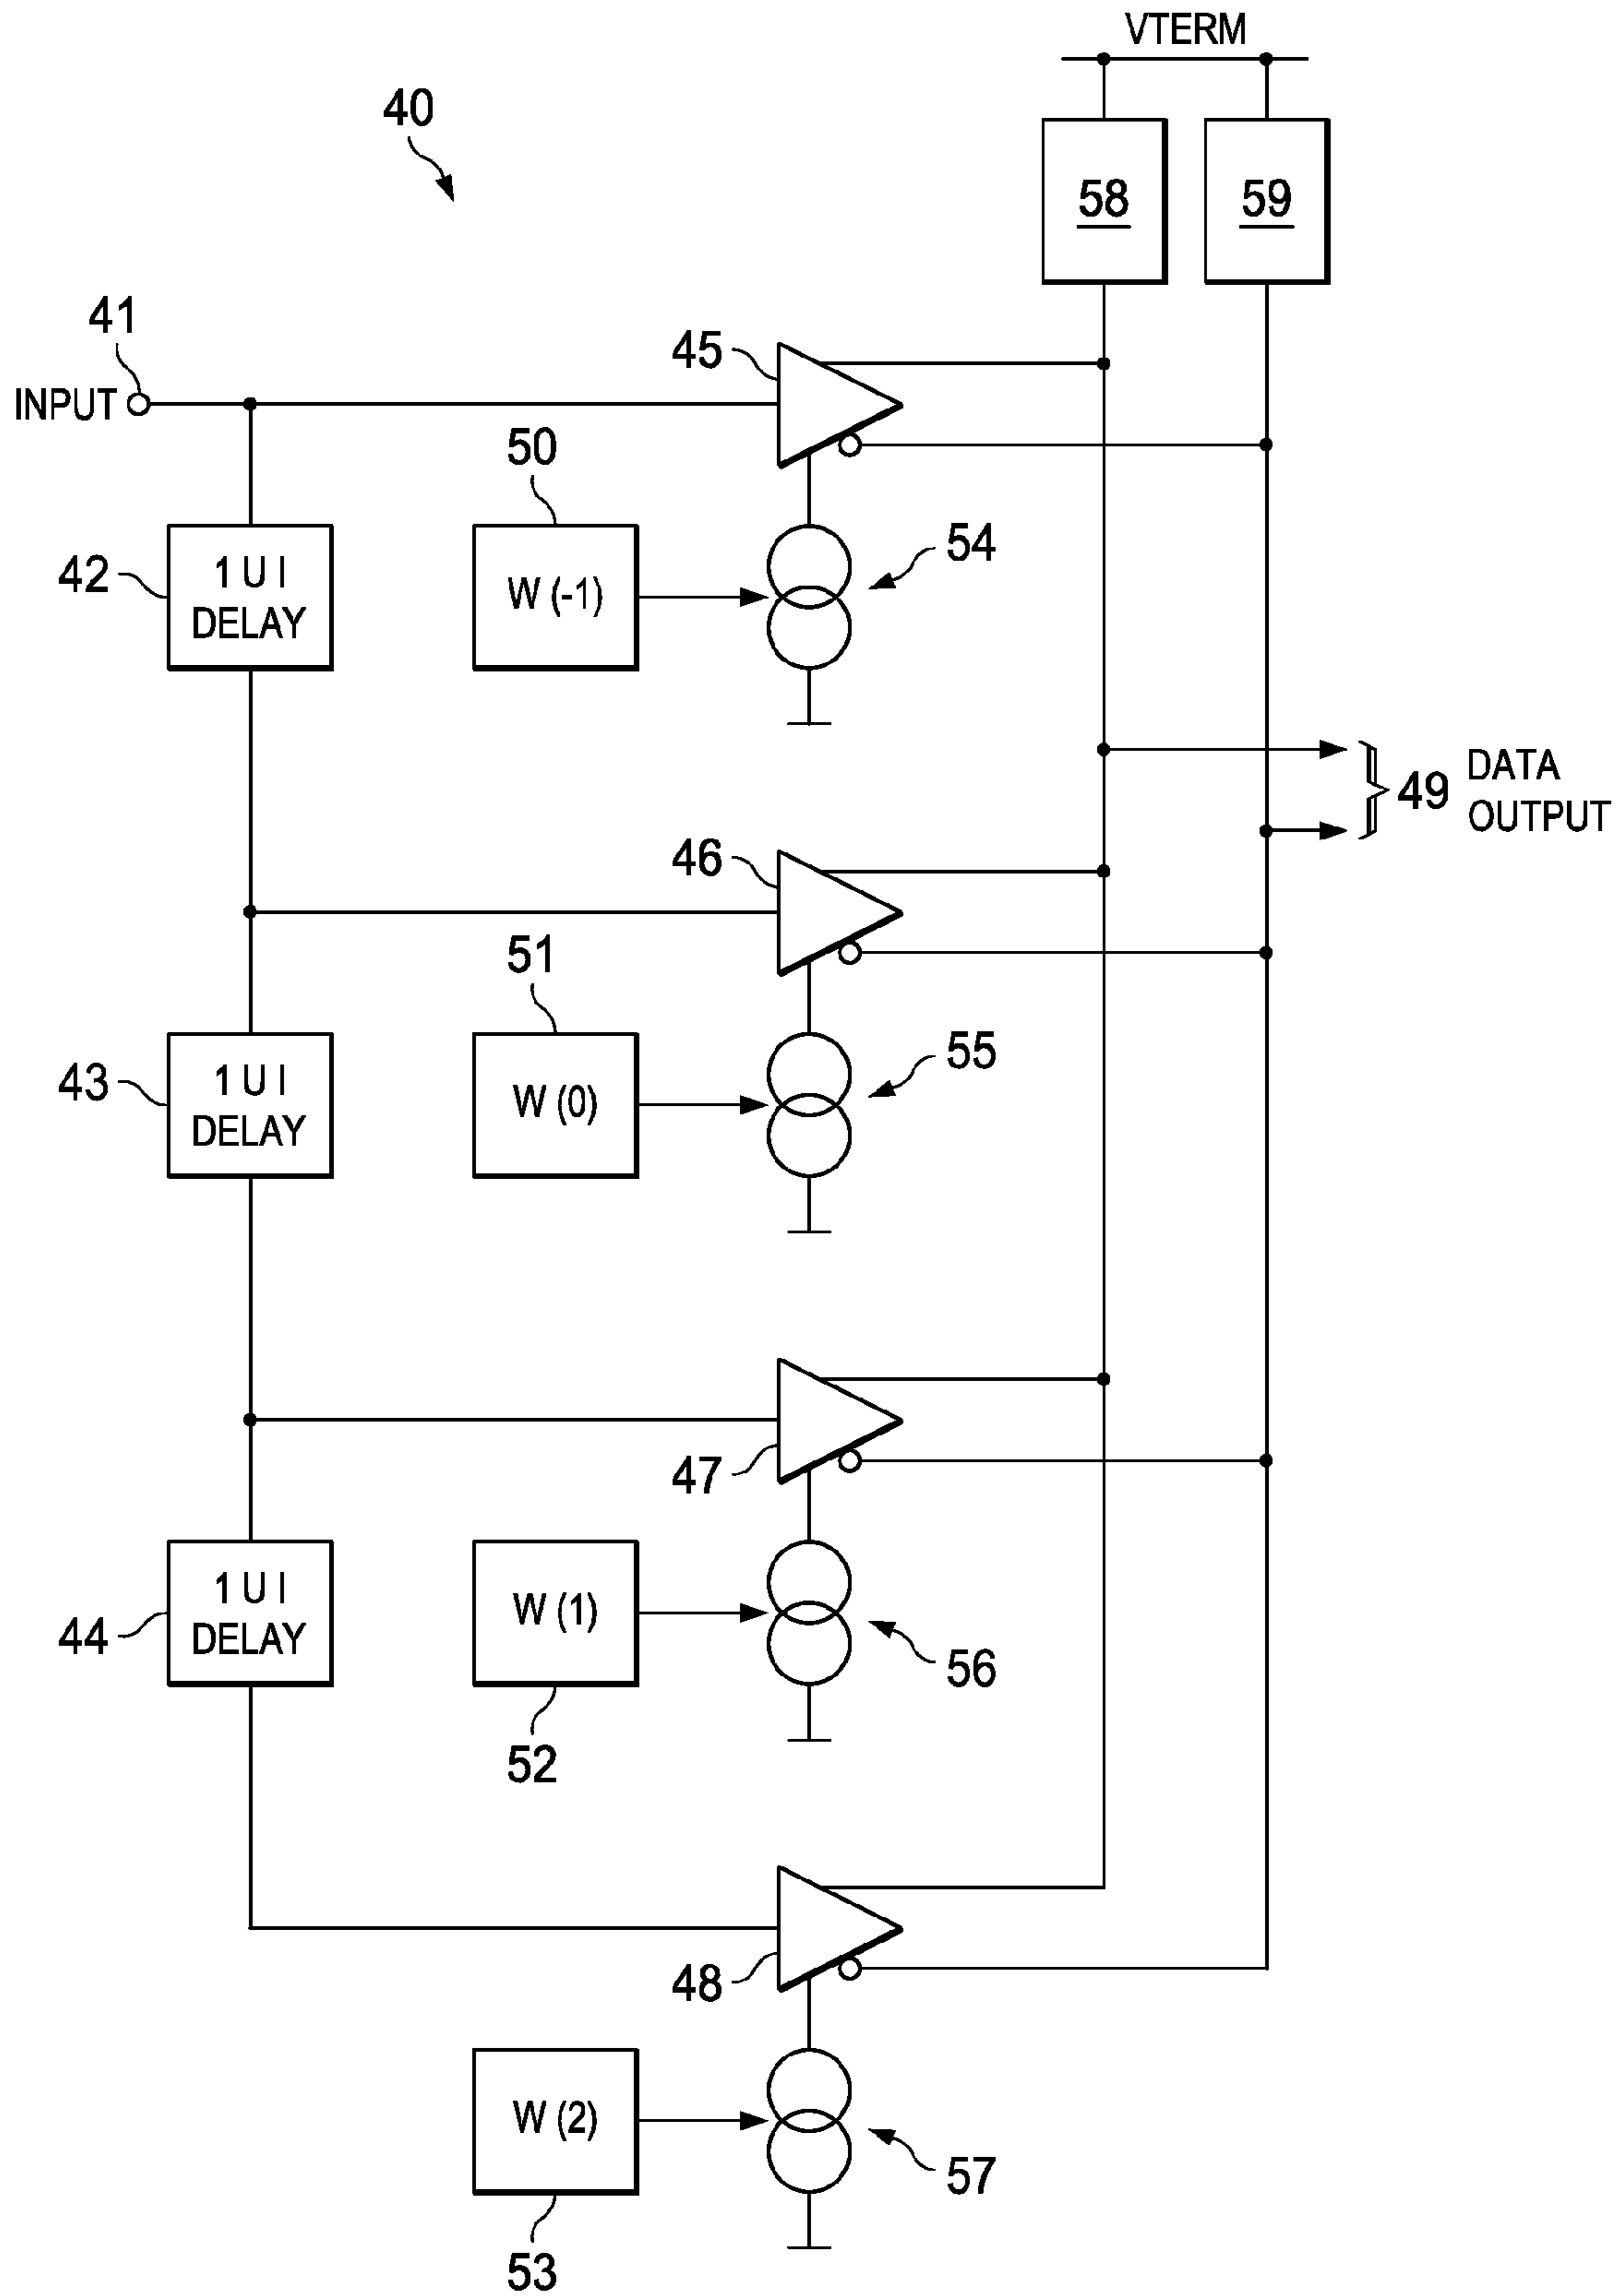 VTERM
40
58
59
41
INPUT
45
50
42
1 U I
DELAY
W (-1)
54
49
DATA
OUTPUT
46
51
43
1 U I
DELAY
W (0)
55
47
44
1 U I
DELAY
W (1)
56
52
48
W (2)
57
53